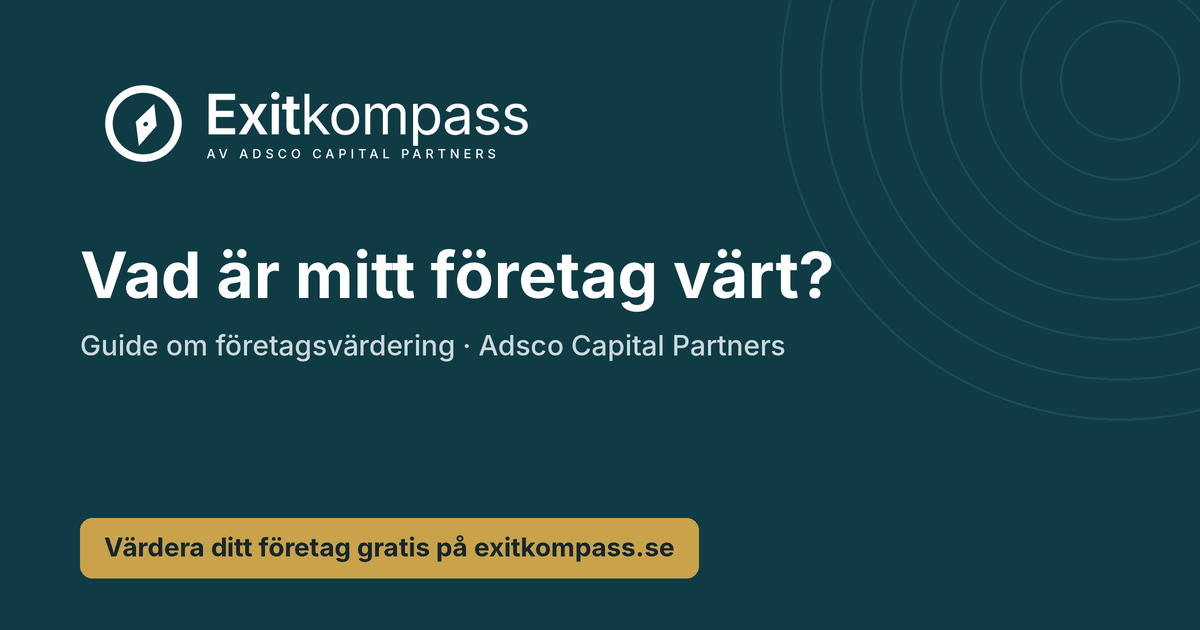 Exitkompass
AV ADSCO CAPITAL PARTNERS
Vad är mitt företag värt?
Guide om företagsvärdering · Adsco Capital Partners
Värdera ditt företag gratis på exitkompass.se